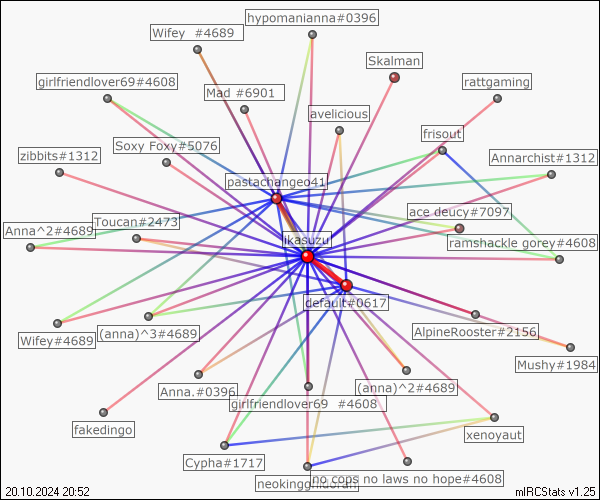 hypomanianna#0396
Wifey  #4689
Skalman
girlfriendlover69#4608
rattgaming
Mad #6901
avelicious
frisout
Soxy Foxy#5076
zibbits#1312
Annarchist#1312
pastachangeo41
ace deucy#7097
Toucan#2473
Anna^2#4689
ikasuzu
ramshackle gorey#4608
default#0617
(anna)^3#4689
AlpineRooster#2156
Wifey#4689
Mushy#1984
Anna.#0396
(anna)^2#4689
girlfriendlover69  #4608
fakedingo
xenoyaut
Cypha#1717
no cops no laws no hope#4608
20.10.2024 20:52
mIRCStats v1.25